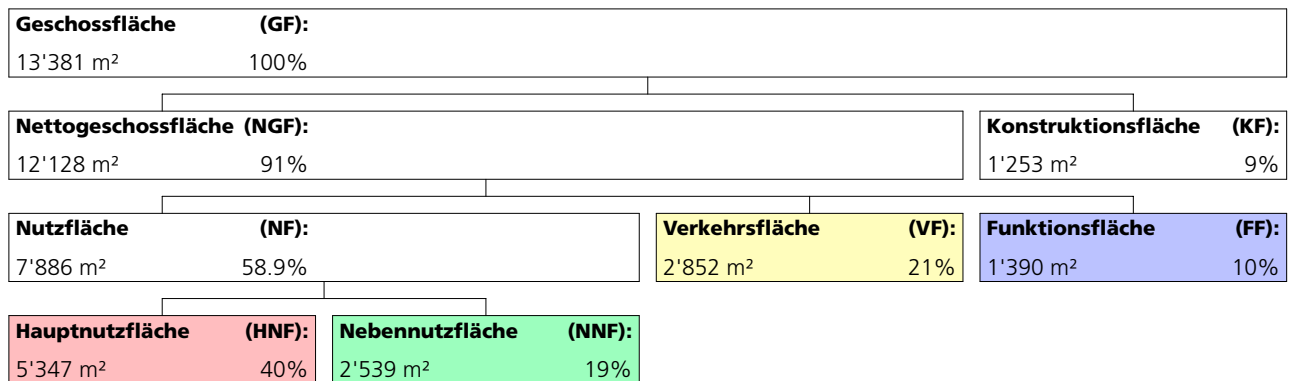 Geschossfläche (GF):
13'381 m² 100%
Nettogeschossfläche (NGF): Konstruktionsfläche (KF):
12'128 m² 91% 1'253 m² 9%
Nutzfläche (NF): Verkehrsfläche (VF): Funktionsfläche (FF):
7'886 m² 58.9% 2'852 m² 21% 1'390 m² 10%
Hauptnutzfläche (HNF): Nebennutzfläche (NNF):
5'347 m² 40% 2'539 m² 19%